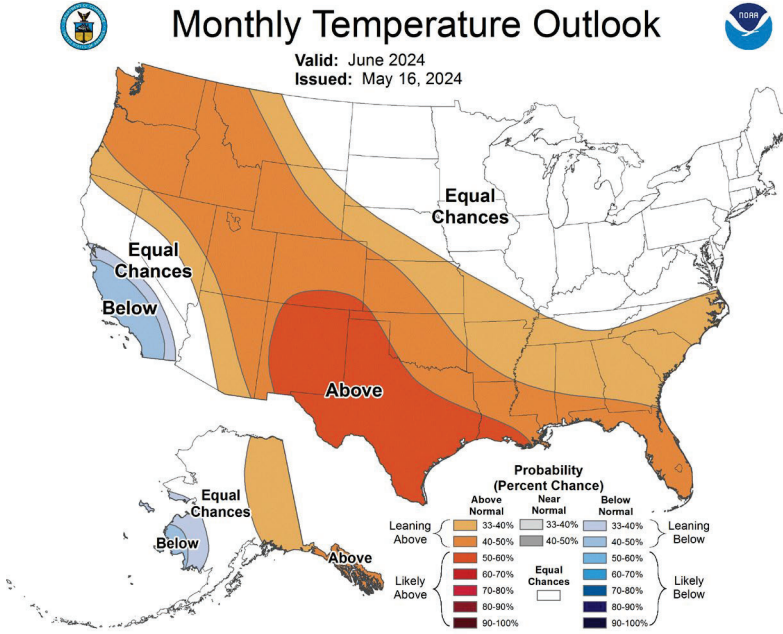 Monthly Temperature Outlook
NOAA
Valid: June 2024
Issued: May 16, 2024
Equal
Chances
Equal
Chances
Below
Above
Equal
Chances
Below
Above
Probability
(Percent Chance)
Above Normal
Near Normal
Below Normal
Leaning Above
33-40% 33-40% 33-40%
40-50% 40-50% 40-50%
Leaning Below
Likely Above
50-60% 50-60%
60-70% 60-70%
70-80% 70-80%
80-90% 80-90%
90-100% 90-100%
Equal Chances
Likely Below